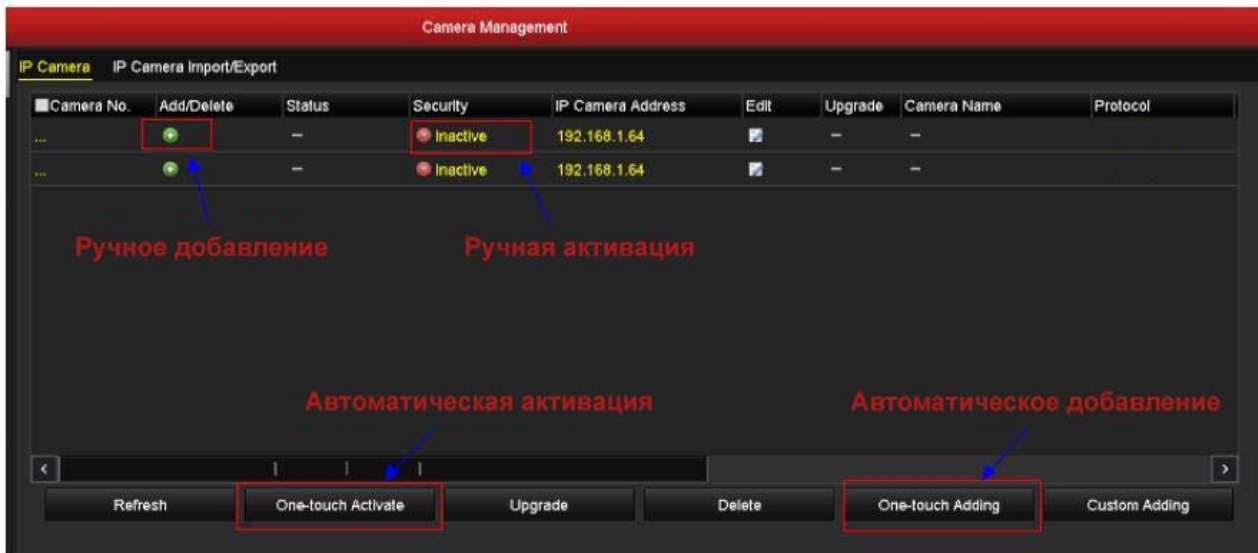 Camera Management
IP Camera IP Camera Import/Export
Camera No. Add/Delete Status Security IP Camera Address Edit Upgrade Camera Name Protocol
... – Inactive 192.168.1.64 – –
... – Inactive 192.168.1.64 – –
Ручное добавление Ручная активация
Автоматическая активация Автоматическое добавление
Refresh One-touch Activate Upgrade Delete One-touch Adding Custom Adding